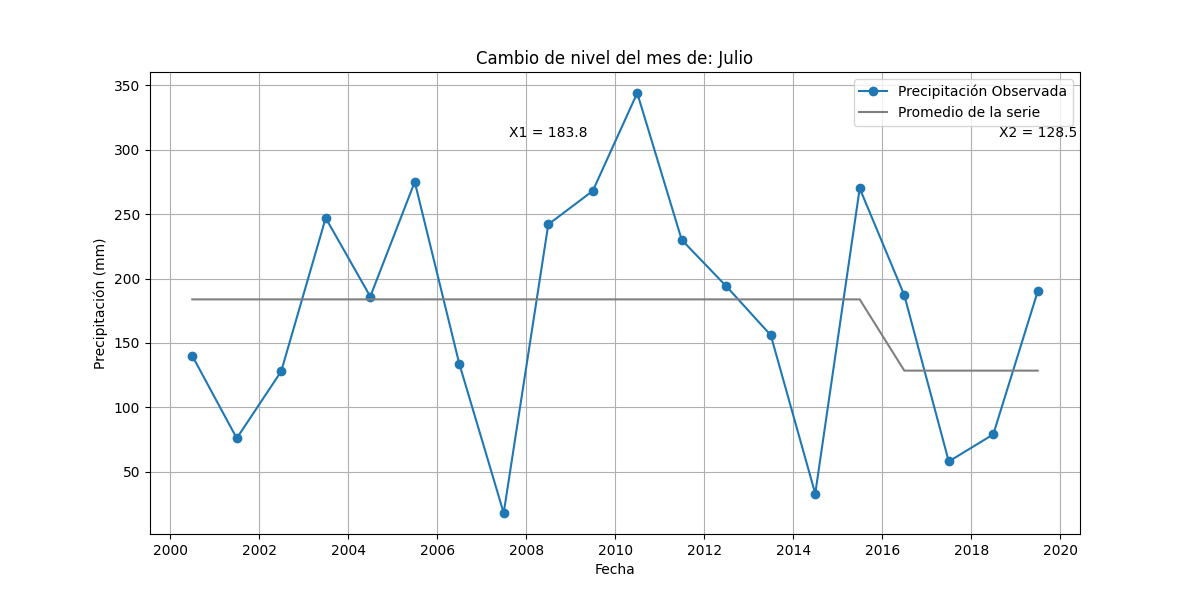 Cambio de nivel del mes de: Julio
Precipitación Observada
Promedio de la serie
X1 = 183.8
X2 = 128.5
Precipitación (mm)
350
300
250
200
150
100
50
2000 2002 2004 2006 2008 2010 2012 2014 2016 2018 2020
Fecha